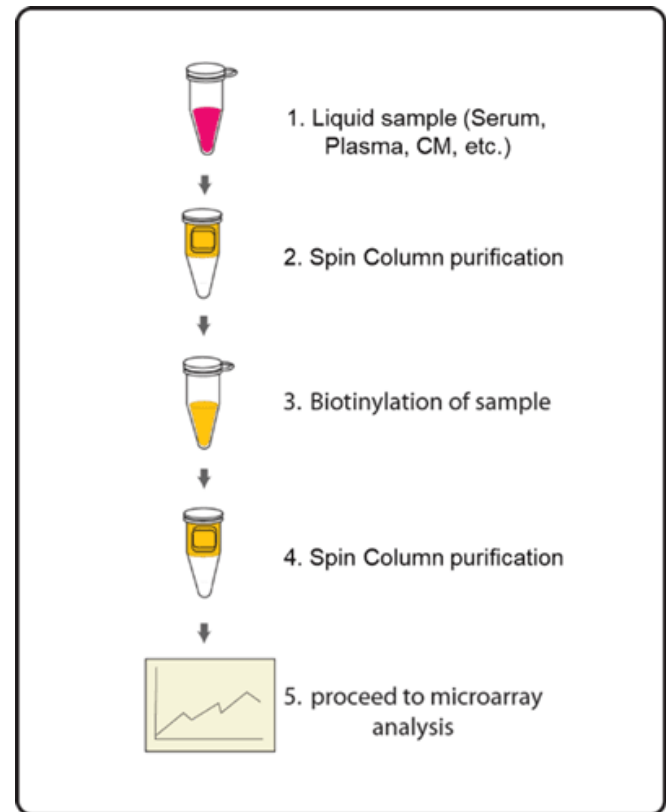 1. Liquid sample (Serum,
Plasma, CM, etc.)
2. Spin Column purification
3. Biotinylation of sample
4. Spin Column purification
5. proceed to microarray
analysis